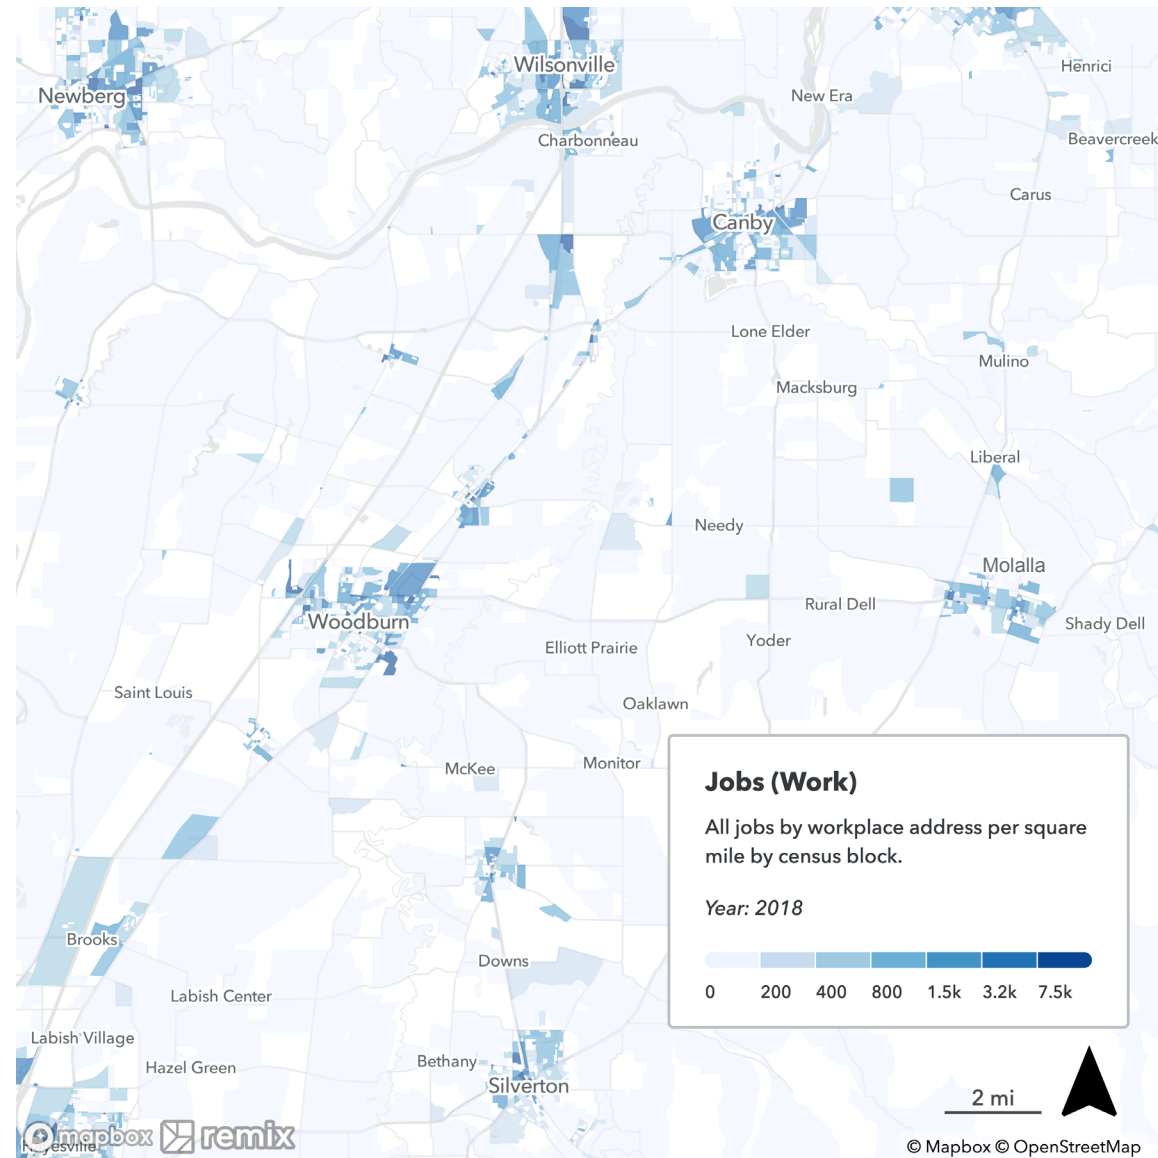 Wilsonville
Henrici
Newberg
New Era
Charbonneau
Beavercreek
Carus
Canby
Lone Elder
Mulino
Macksburg
Liberal
Needy
Molalla
Rural Dell
Woodburn
Shady Dell
Elliott Prairie
Yoder
Saint Louis
Oaklawn
McKee
Monitor
Jobs (Work)
All jobs by workplace address per square
mile by census block.
Year: 2018
0 200 400 800 1.5k 3.2k 7.5k
Brooks
Downs
Labish Center
Labish Village
Hazel Green
Bethany
Silverton
2 mi
mapbox remix
© Mapbox © OpenStreetMap